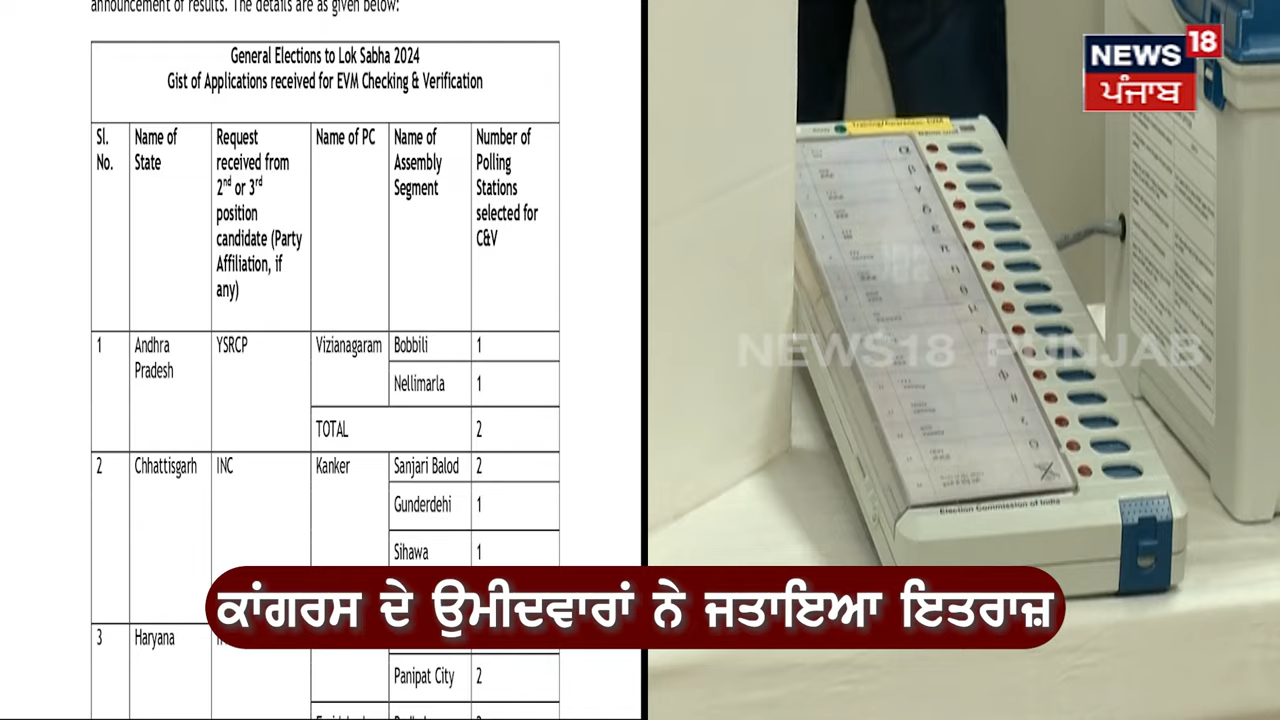 announcement of results. The details are as given below:
General Elections to Lok Sabha 2024
Gist of Applications received for EVM Checking & Verification
Sl. No.
Name of State
Request received from 2nd or 3rd position candidate (Party Affiliation, if any)
Name of PC
Name of Assembly Segment
Number of Polling Stations selected for C&V
1 Andhra Pradesh YSRCP Vizianagaram Bobbili 1
Nellimarla 1
TOTAL 2
2 Chhattisgarh INC Kanker Sanjari Balod 2
Gunderdehi 1
Sihawa 1
3 Haryana
Panipat City 2
NEWS 18
ਪੰਜਾਬ
NEWS18 PUNJAB
Election Commission of India
ਕਾਂਗਰਸ ਦੇ ਉਮੀਦਵਾਰਾਂ ਨੇ ਜਤਾਇਆ ਇਤਰਾਜ਼